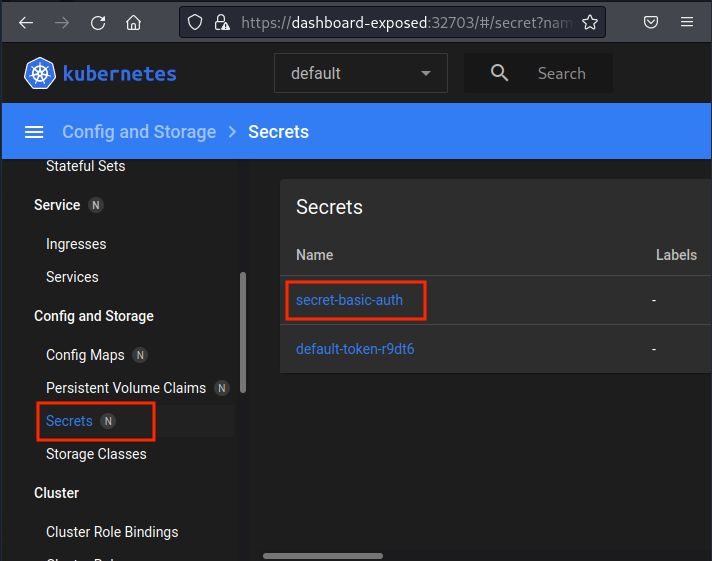 https://dashboard-exposed:32703/#/secret?nam
kubernetes
default
Search
Config and Storage > Secrets
Stateful Sets
Service N
Ingresses
Services
Config and Storage
Config Maps N
Persistent Volume Claims N
Secrets N
Storage Classes
Cluster
Cluster Role Bindings
Secrets
Name Labels
secret-basic-auth -
default-token-r9dt6 -